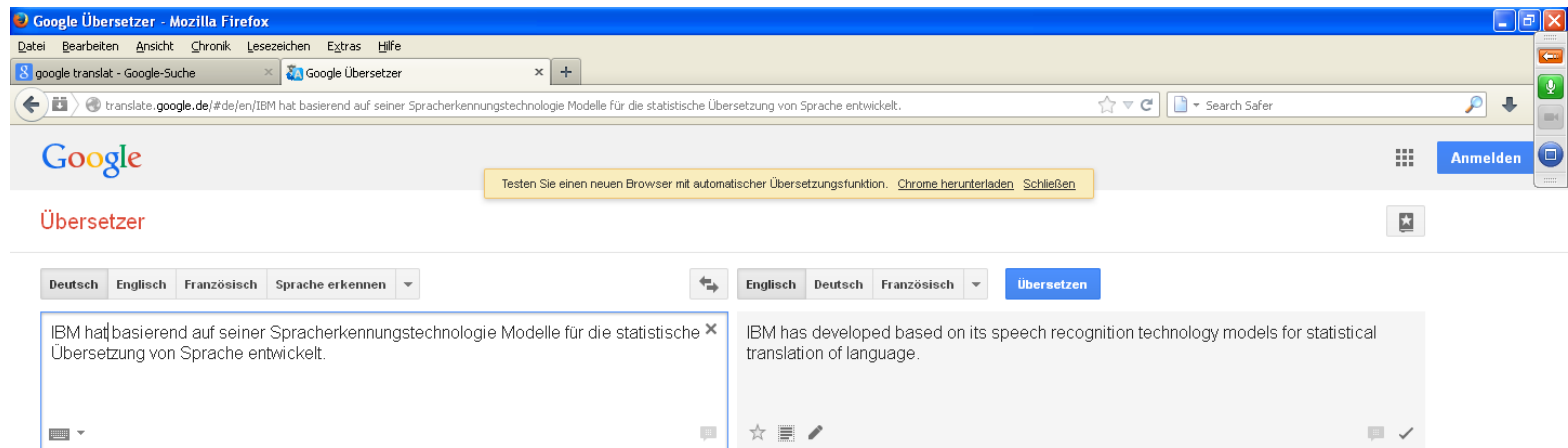 Google Übersetzer - Mozilla Firefox
Datei Bearbeiten Ansicht Chronik Lesezeichen Extras Hilfe
google translat - Google-Suche Google Übersetzer
translate.google.de/#de/en/IBM hat basierend auf seiner Spracherkennungstechnologie Modelle für die statistische Übersetzung von Sprache entwickelt. Search Safer
Google Anmelden
Testen Sie einen neuen Browser mit automatischer Übersetzungsfunktion. Chrome herunterladen Schließen
Übersetzer
Deutsch Englisch Französisch Sprache erkennen Englisch Deutsch Französisch Übersetzen
IBM hat basierend auf seiner Spracherkennungstechnologie Modelle für die statistische
Übersetzung von Sprache entwickelt.
IBM has developed based on its speech recognition technology models for statistical
translation of language.